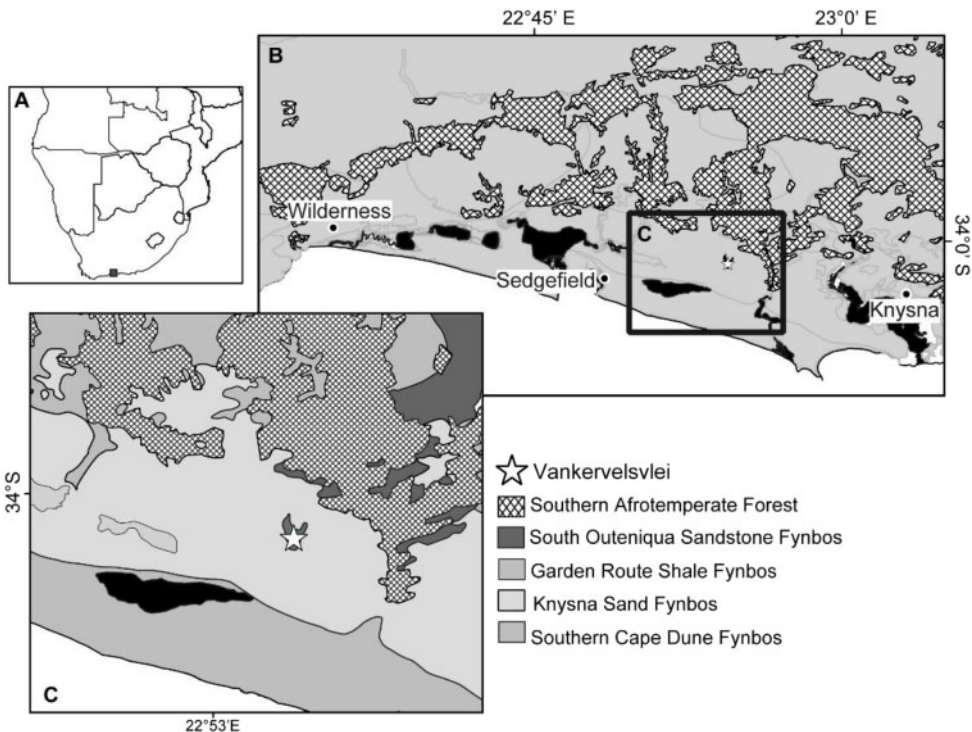 22°45’ E
23°0’ E
A
B
Wilderness
C
34°0’ S
Sedgefield
Knysna
34°S
C
22°53’E
Vankervelsvlei
Southern Afrotemperate Forest
South Outeniqua Sandstone Fynbos
Garden Route Shale Fynbos
Knysna Sand Fynbos
Southern Cape Dune Fynbos